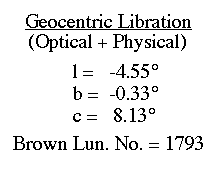 Geocentric Libration
(Optical + Physical)
l = -4.55°
b = -0.33°
c = 8.13°
Brown Lun. No. = 1793